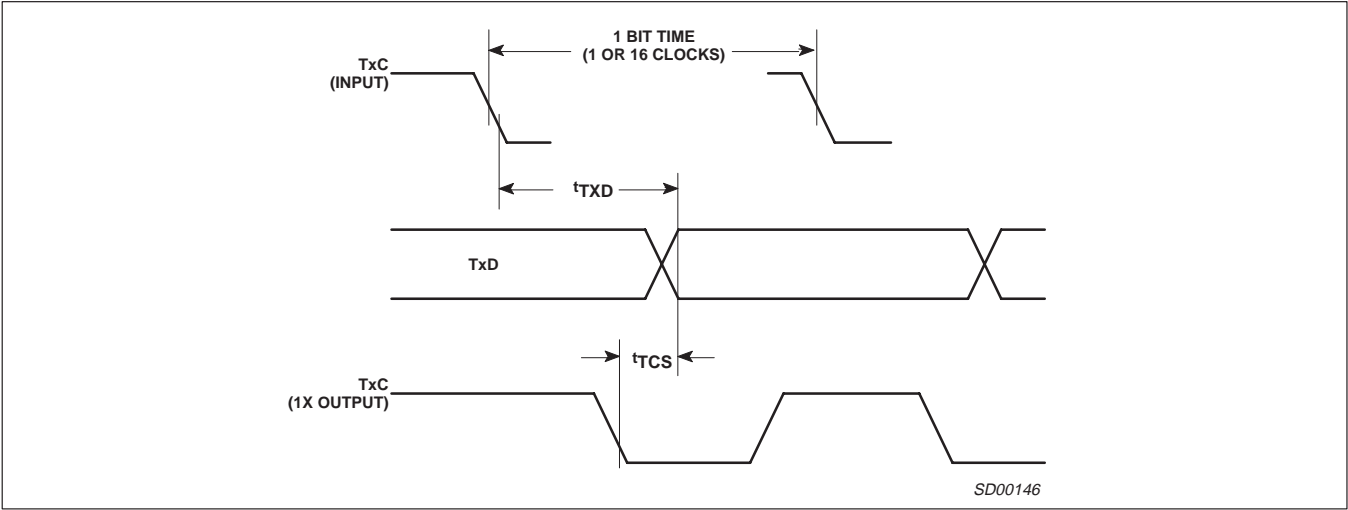 1 BIT TIME
(1 OR 16 CLOCKS)
TxC
(INPUT)
tTXD
TxD
tTCS
TxC
(1X OUTPUT)
SD00146